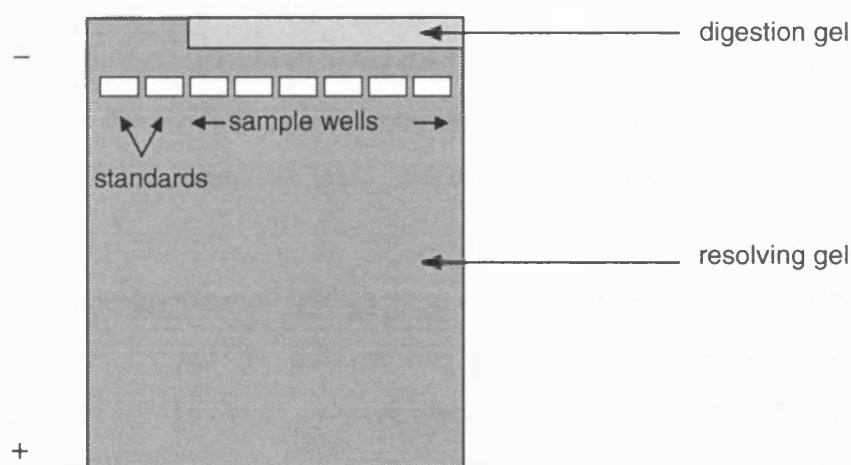 digestion gel
−
sample wells
standards
resolving gel
+